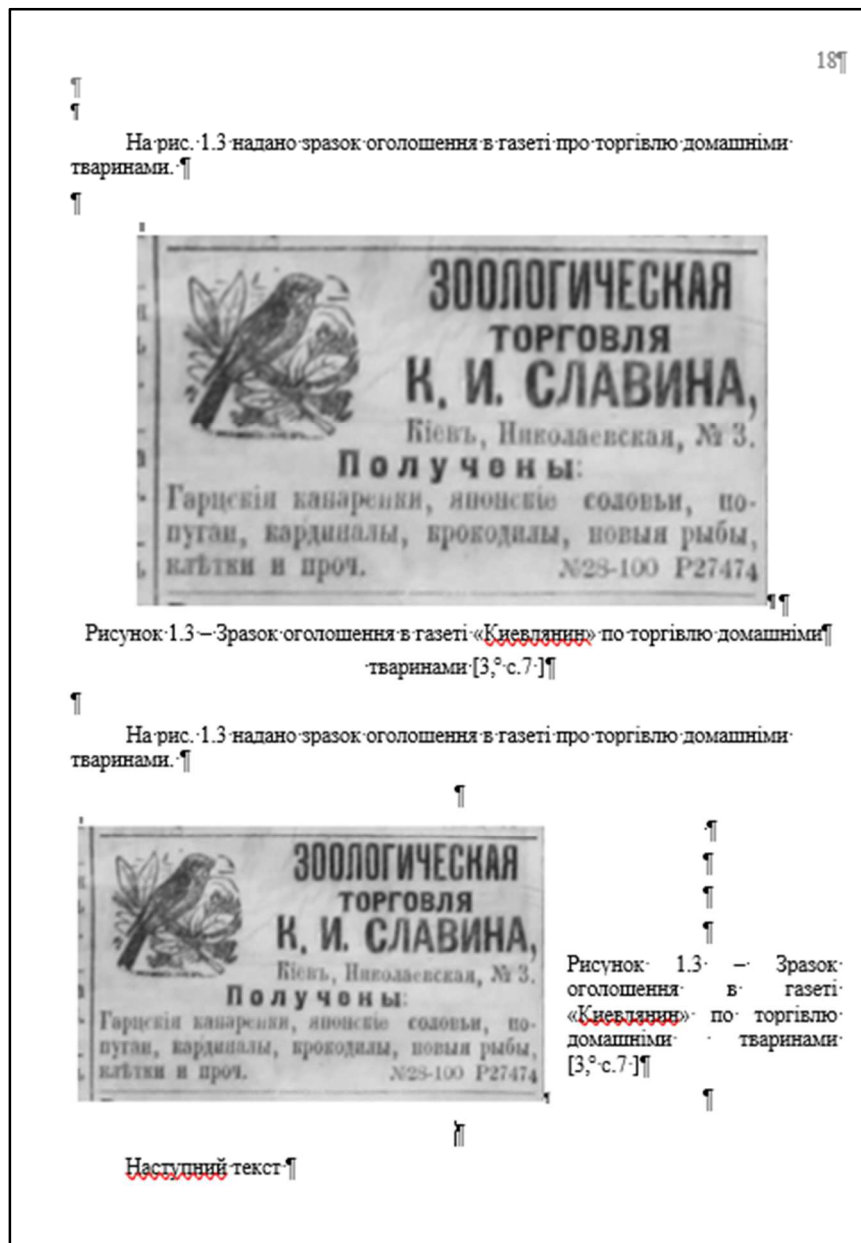 18¶
¶
¶
На рис. 1.3 надано зразок оголошення в газеті про торгівлю домашніми
тваринами. ¶
¶
ЗООЛОГИЧЕСКАЯ
ТОРГОВЛЯ
К. И. СЛАВИНА,
Кіевъ, Николаевская, № 3.
Получены:
Гарцскія канарейки, японскіе соловьи, по-
пугаи, кардиналы, крокодилы, новыя рыбы,
клѣтки и проч. №28-100 Р27474
¶¶
Рисунок 1.3 – Зразок оголошення в газеті «Киевлянин» по торгівлю домашніми¶
тваринами [3,° с.7 ]¶
¶
На рис. 1.3 надано зразок оголошення в газеті про торгівлю домашніми
тваринами. ¶
¶
ЗООЛОГИЧЕСКАЯ
ТОРГОВЛЯ
К. И. СЛАВИНА,
Кіевъ, Николаевская, № 3.
Получены:
Гарцскія канарейки, японскіе соловьи, по-
пугаи, кардиналы, крокодилы, новыя рыбы,
клѣтки и проч. №28-100 Р27474
¶
¶
¶
¶
¶
Рисунок 1.3 – Зразок
оголошення в газеті
«Киевлянин» по торгівлю
домашніми тваринами
[3,° с.7 ]¶
¶
¶
Наступний текст ¶